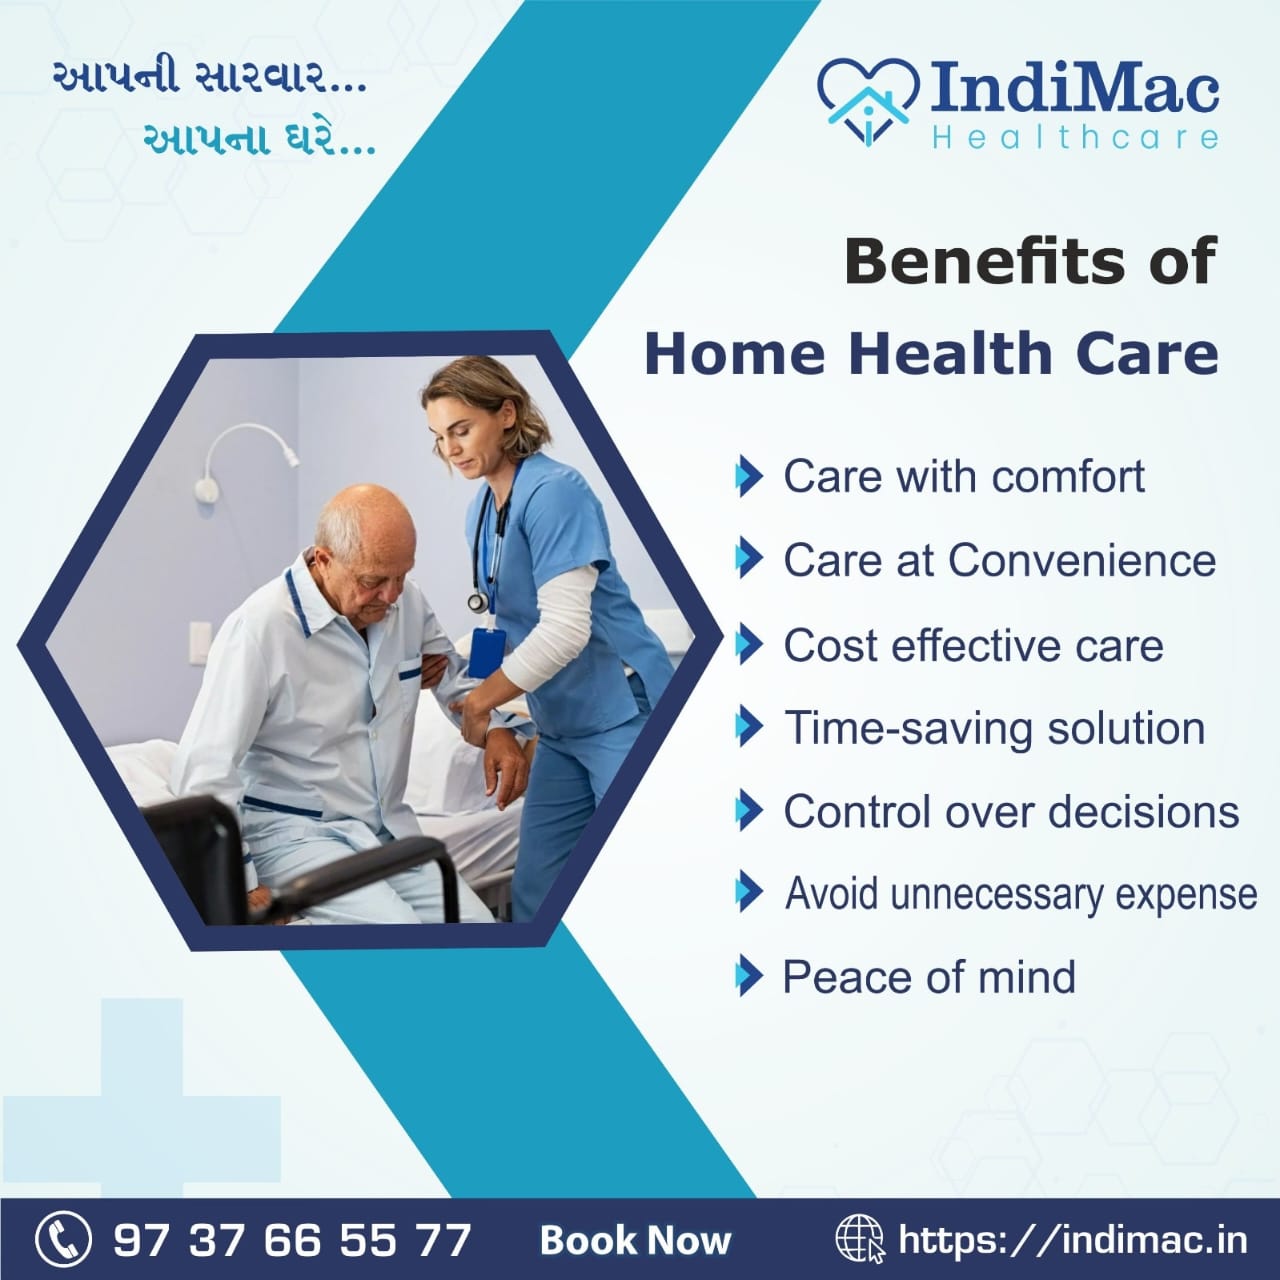 આપની સારવાર...
આપના ઘરે...
IndiMac
Healthcare
Benefits of
Home Health Care
Care with comfort
Care at Convenience
Cost effective care
Time-saving solution
Control over decisions
Avoid unnecessary expense
Peace of mind
97 37 66 55 77
Book Now
https://indimac.in